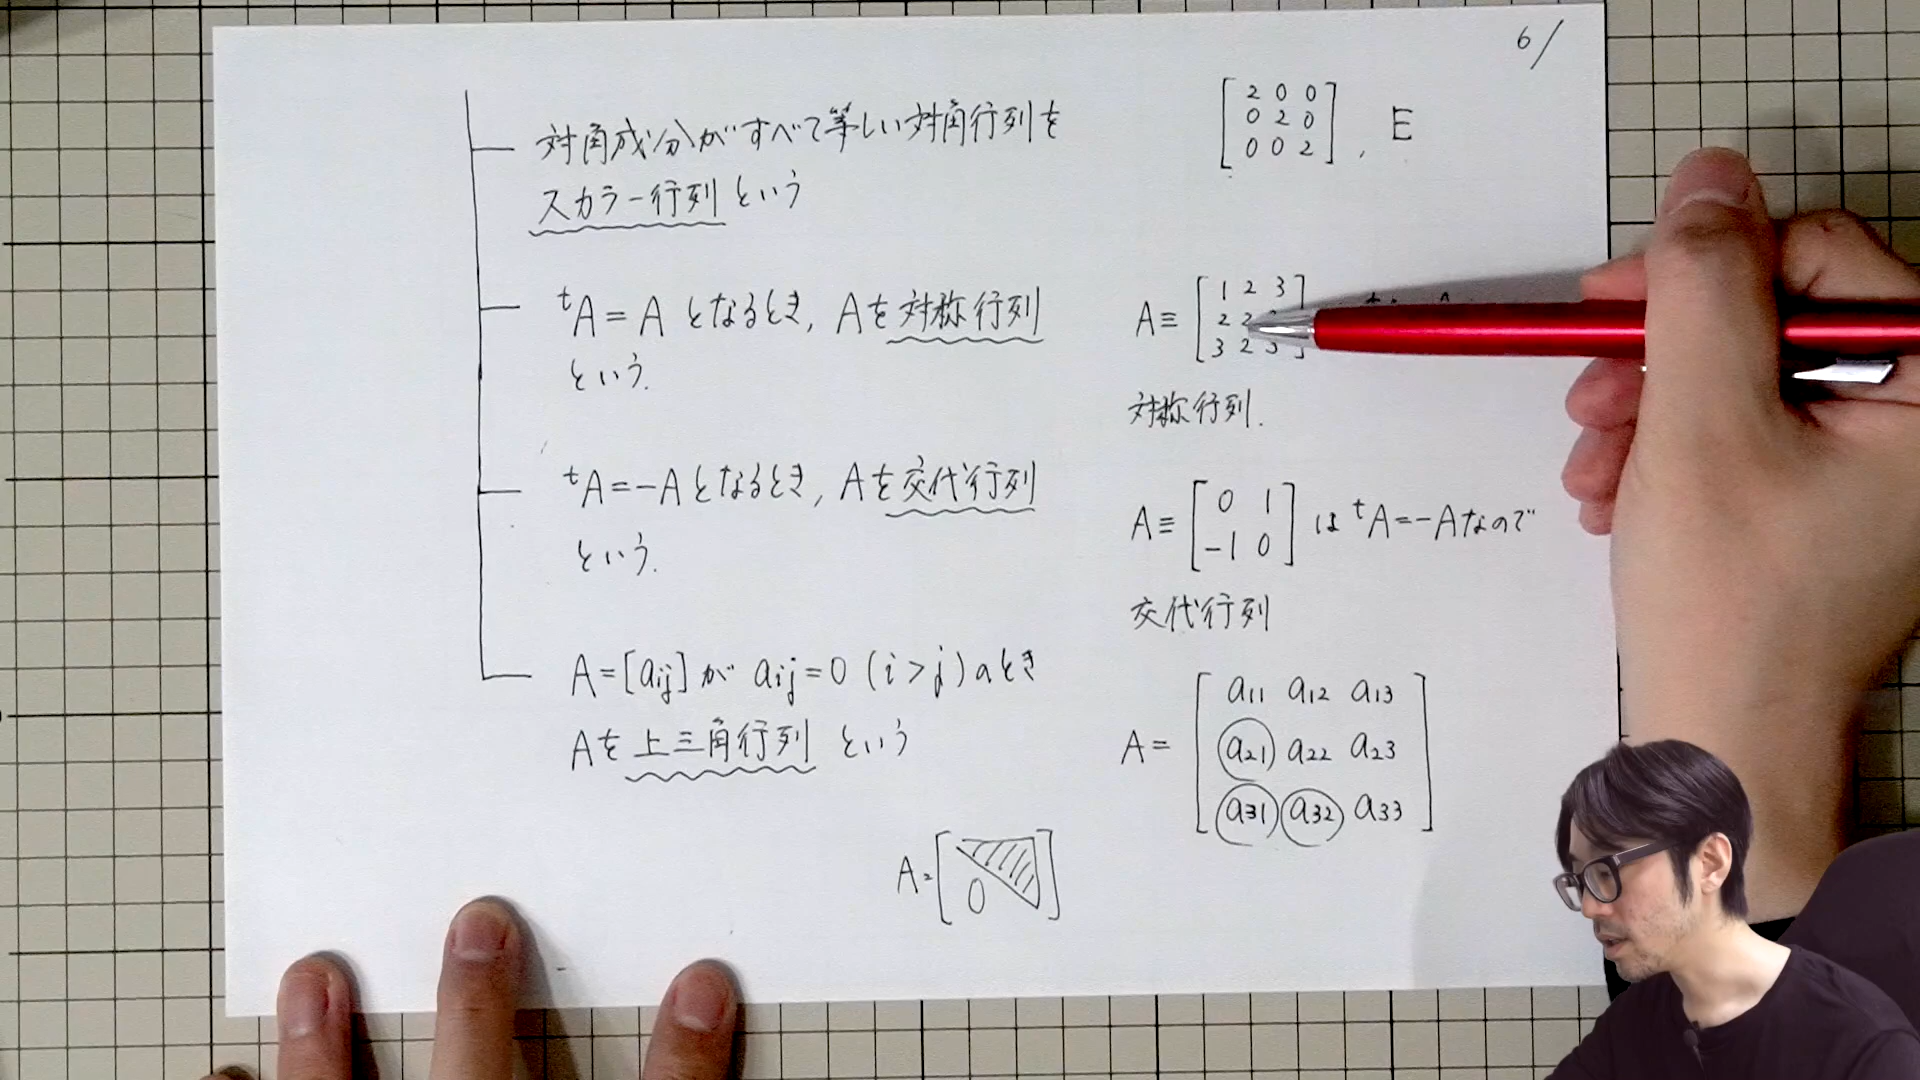 6/
対角成分がすべて等しい対角行列を
スカラー行列という
[2 0 0
0 2 0
0 0 2], E
ᵗA=A となるとき, Aを対称行列
という.
A≡[1 2 3]
2 2
3 2 3]
対称行列.
ᵗA=-Aとなるとき, Aを交代行列
という.
A≡[0 1
-1 0] は ᵗA=-Aなので
交代行列
A=[aij]が aij=0 (i>j)のとき
Aを上三角行列 という
A=[a11 a12 a13
a21 a22 a23
a31 a32 a33]
A=[0]